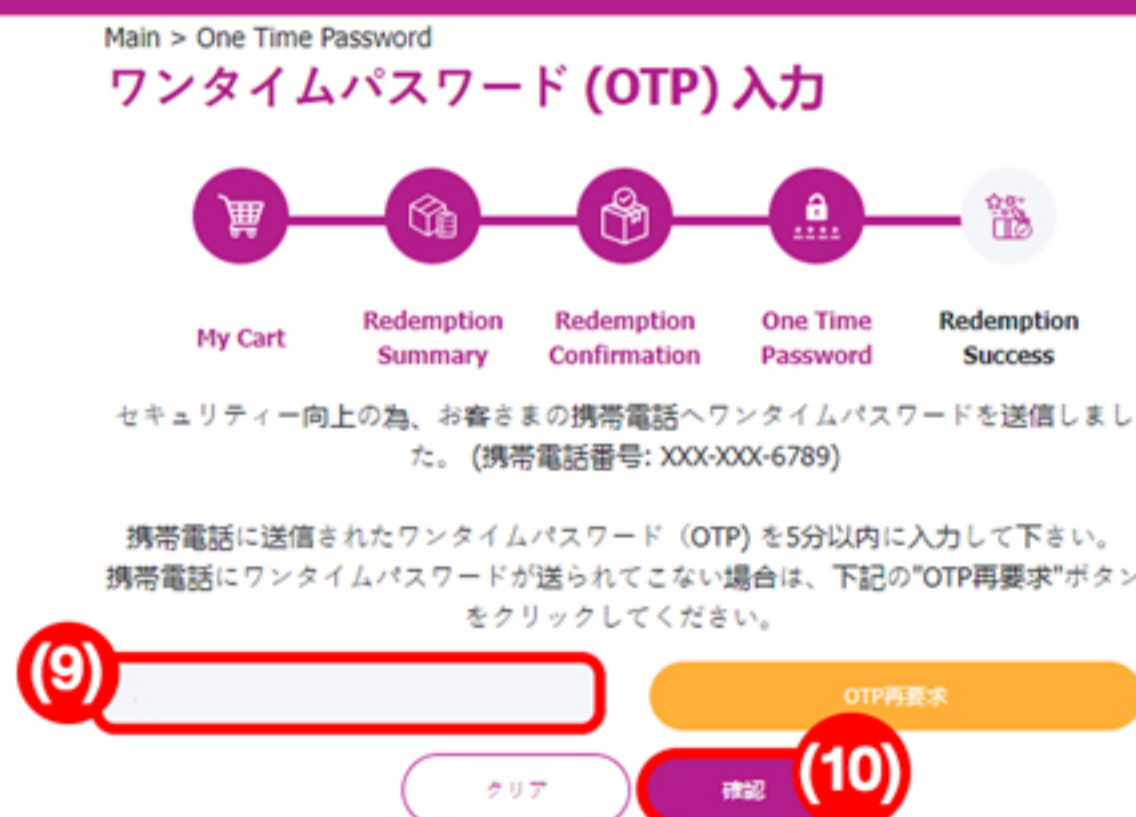 Main > One Time Password
ワンタイムパスワード (OTP) 入力
My Cart
Redemption Summary
Redemption Confirmation
One Time Password
Redemption Success
セキュリティー向上の為、お客さまの携帯電話へワンタイムパスワードを送信しまし
た。 (携帯電話番号: XXX-XXX-6789)
携帯電話に送信されたワンタイムパスワード（OTP) を5分以内に入力して下さい。
携帯電話にワンタイムパスワードが送られてこない場合は、下記の"OTP再要求"ボタン
をクリックしてください。
(9)
OTP再要求
クリア
確認
(10)